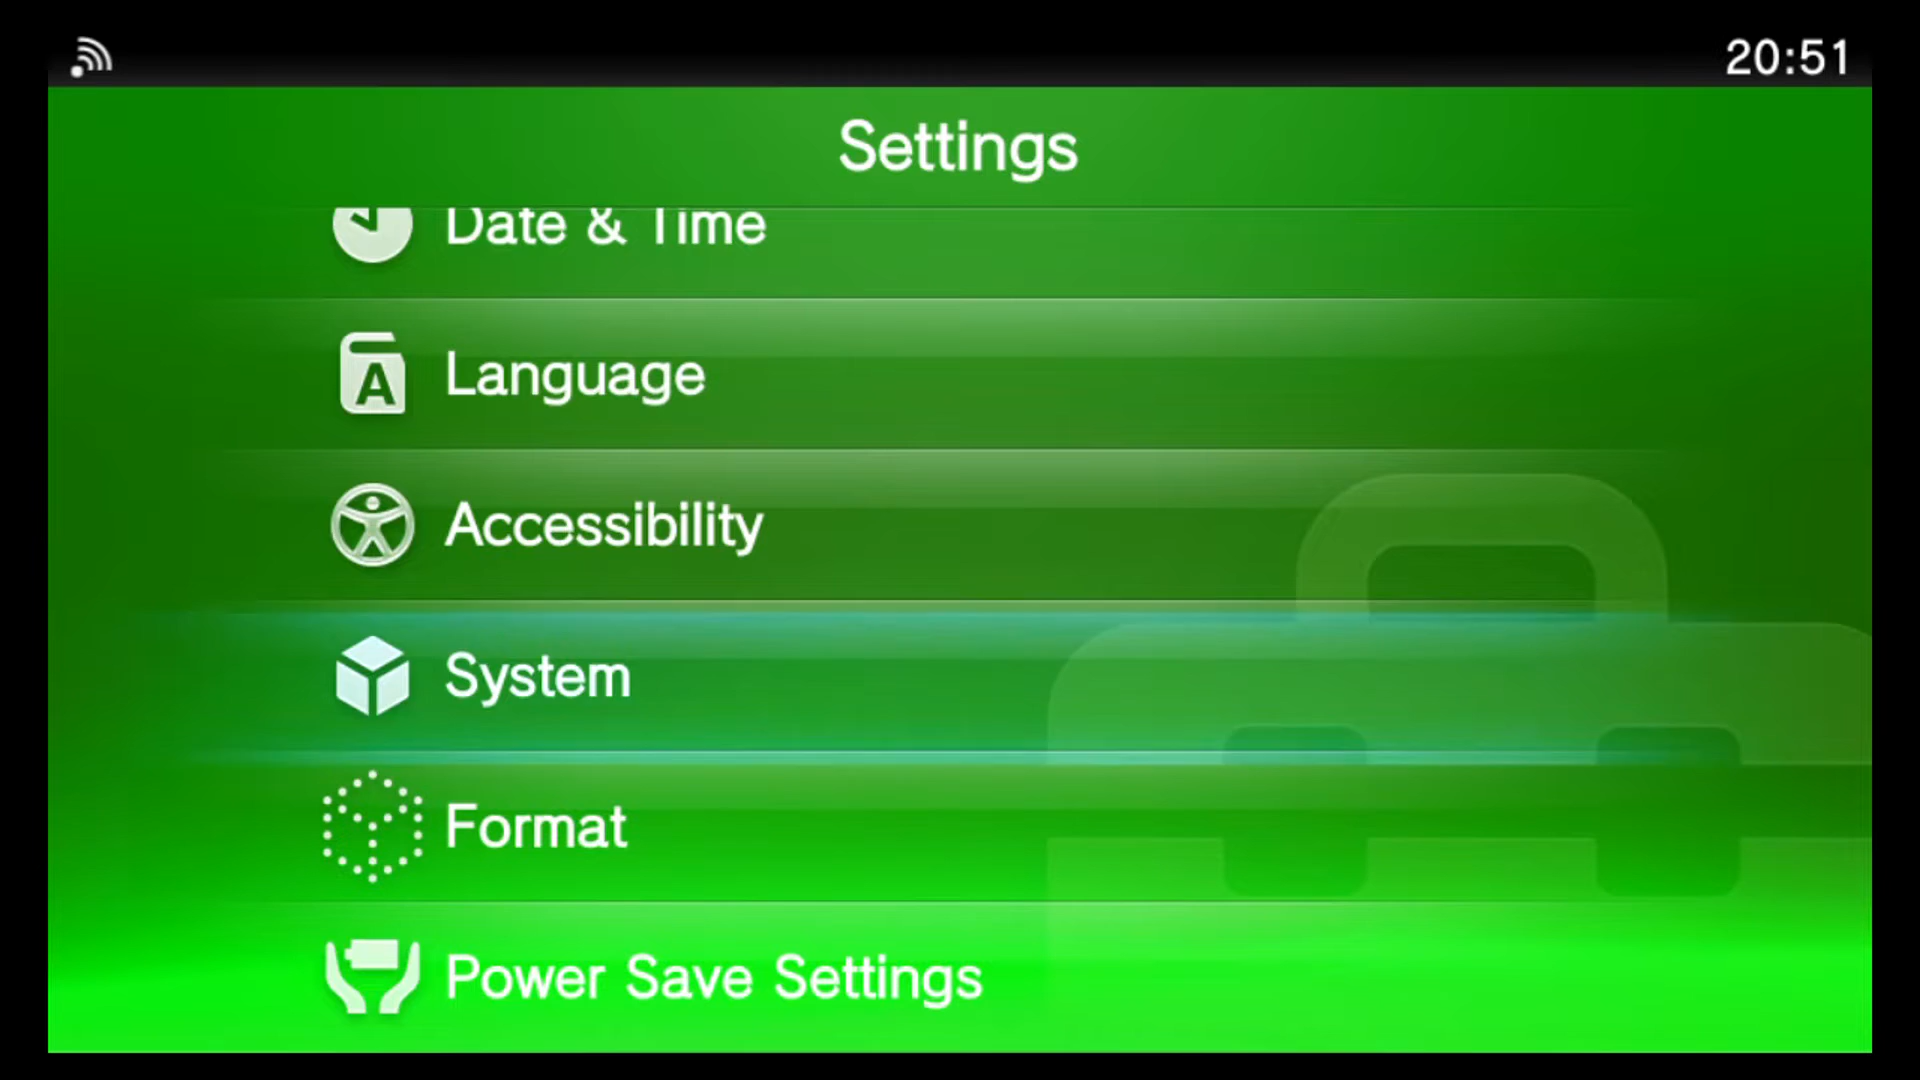 20:51
Settings
Date & Time
Language
Accessibility
System
Format
Power Save Settings